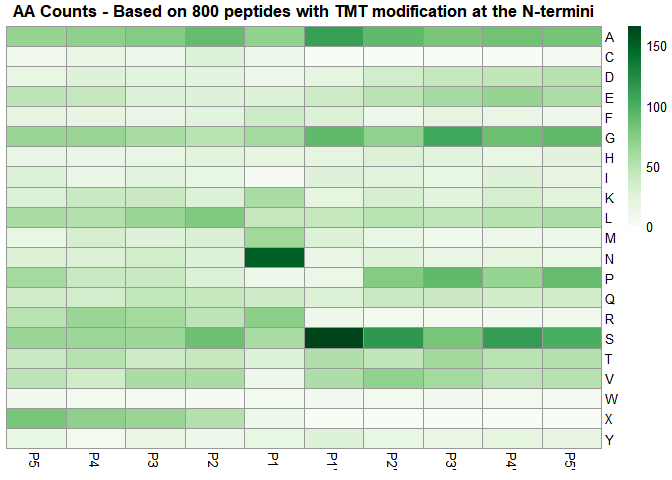 AA Counts - Based on 800 peptides with TMT modification at the N-termini
A
C
D
E
F
G
H
I
K
L
M
N
P
Q
R
S
T
V
W
X
Y
P5
P4
P3
P2
P1
P1'
P2'
P3'
P4'
P5'
150
100
50
0